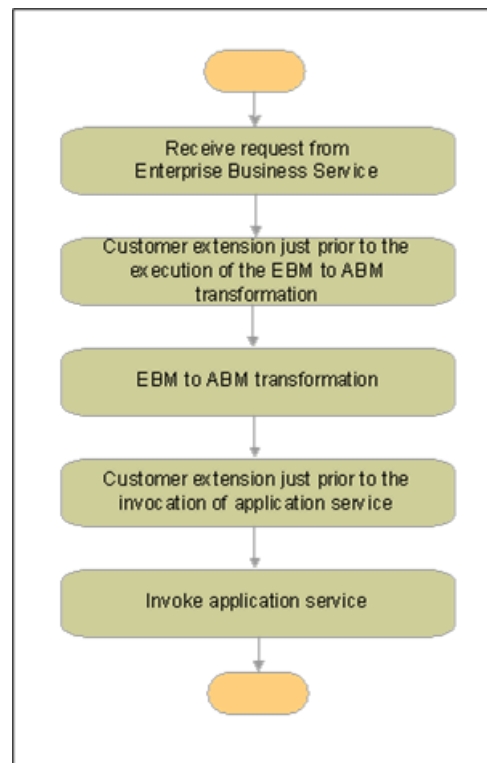 Receive request from
Enterprise Business Service
Customer extension just prior to the
execution of the EBM to ABM
transformation
EBM to ABM transformation
Customer extension just prior to the
invocation of application service
Invoke application service